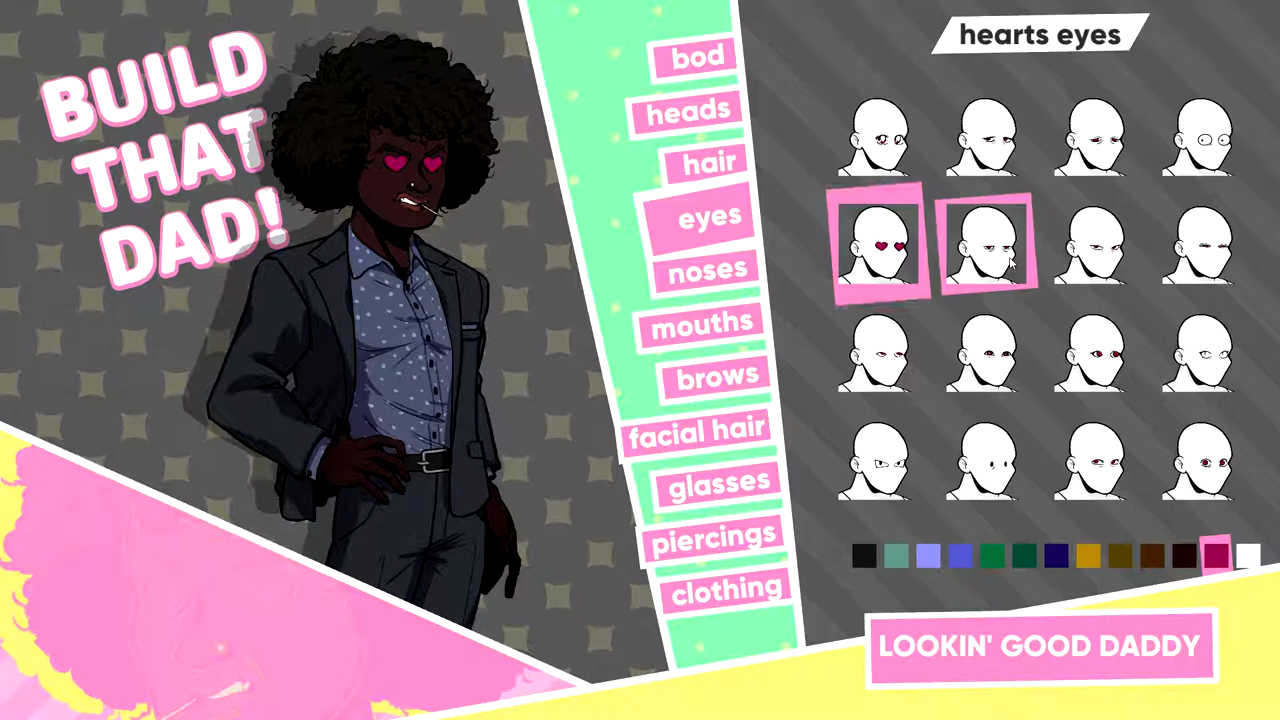 BUILD
THAT
DAD!
bod
heads
hair
eyes
noses
mouths
brows
facial hair
glasses
piercings
clothing
hearts eyes
LOOKIN' GOOD DADDY